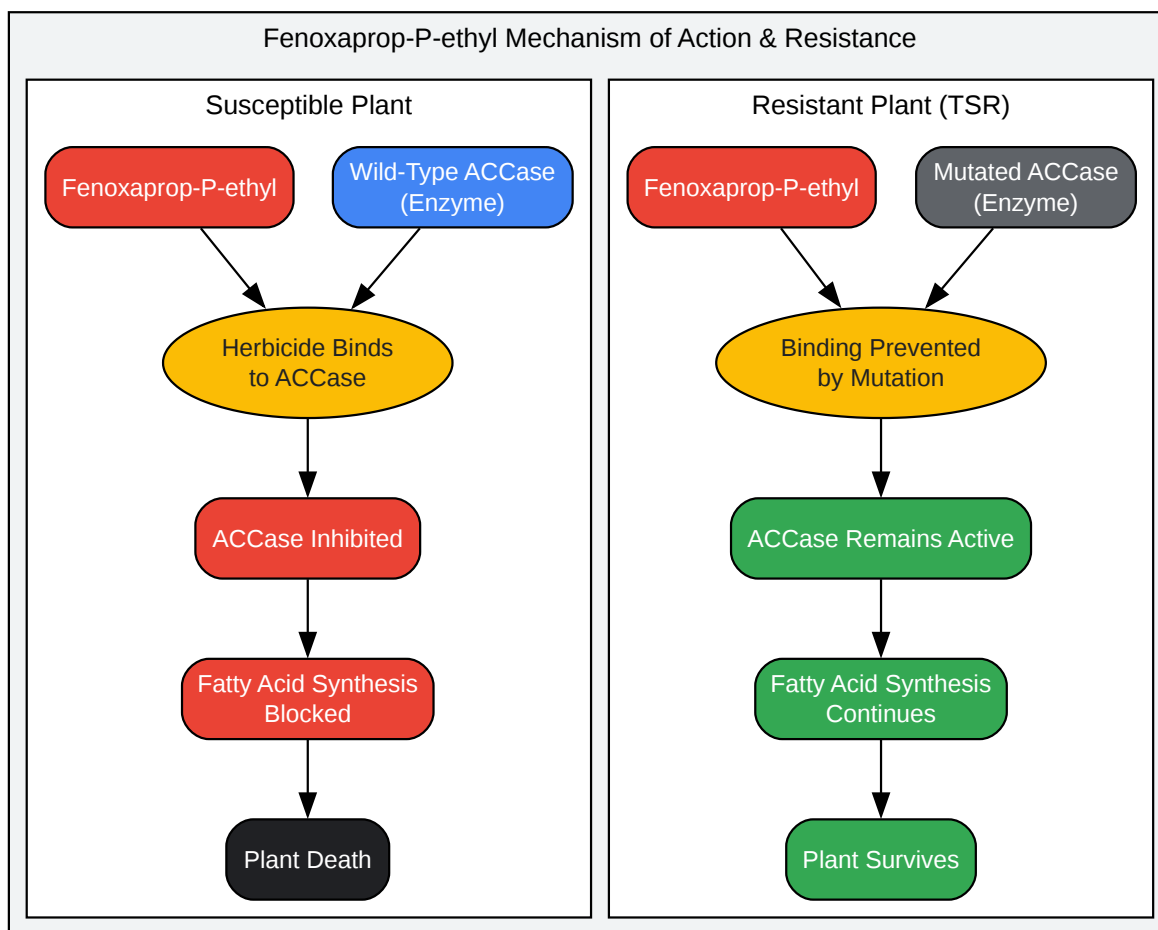 Fenoxaprop-P-ethyl Mechanism of Action & Resistance
Susceptible Plant
Fenoxaprop-P-ethyl
Wild-Type ACCase
(Enzyme)
Herbicide Binds
to ACCase
ACCase Inhibited
Fatty Acid Synthesis
Blocked
Plant Death
Resistant Plant (TSR)
Fenoxaprop-P-ethyl
Mutated ACCase
(Enzyme)
Binding Prevented
by Mutation
ACCase Remains Active
Fatty Acid Synthesis
Continues
Plant Survives